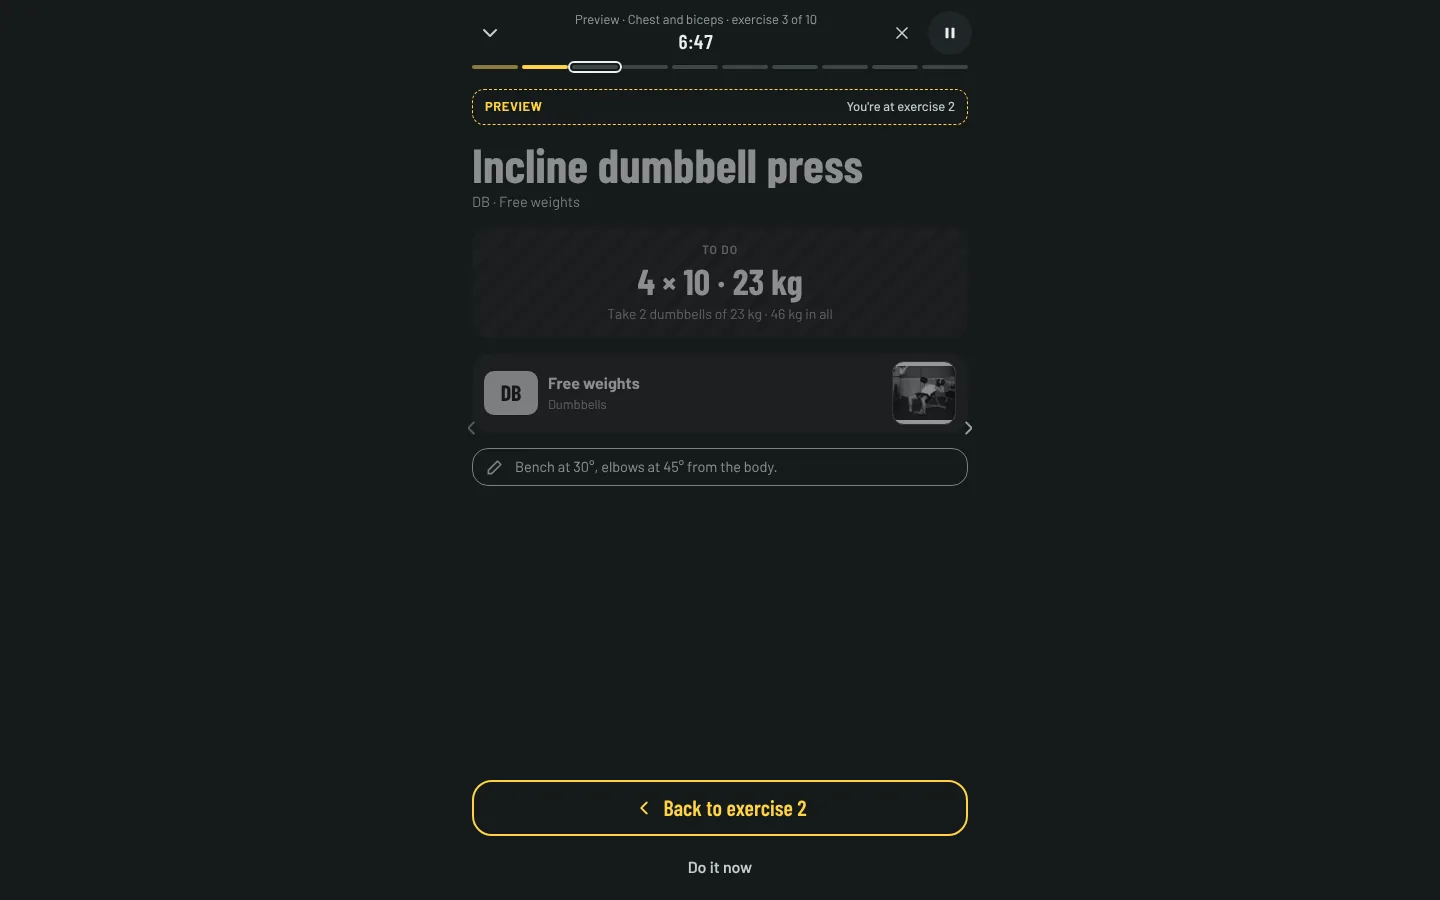 Preview · Chest and biceps · exercise 3 of 10
6:47
PREVIEW
You're at exercise 2
Incline dumbbell press
DB · Free weights
TO DO
4 × 10 · 23 kg
Take 2 dumbbells of 23 kg · 46 kg in all
DB
Free weights
Dumbbells
Bench at 30°, elbows at 45° from the body.
Back to exercise 2
Do it now